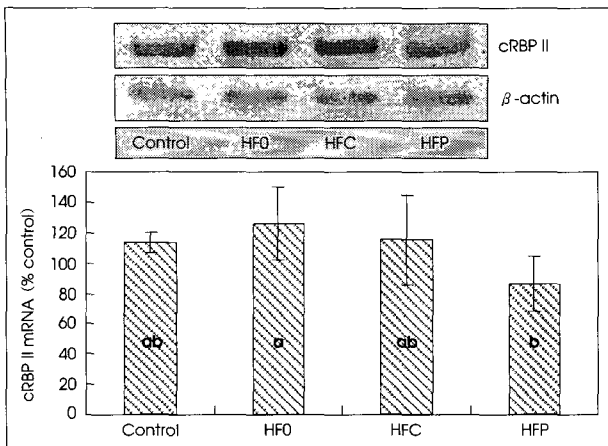 cRBP II
β-actin
Control HF0 HFC HFP
cRBP II mRNA (% control)
160
140
120
100
80
60
40
20
0
ab a ab b
Control HF0 HFC HFP